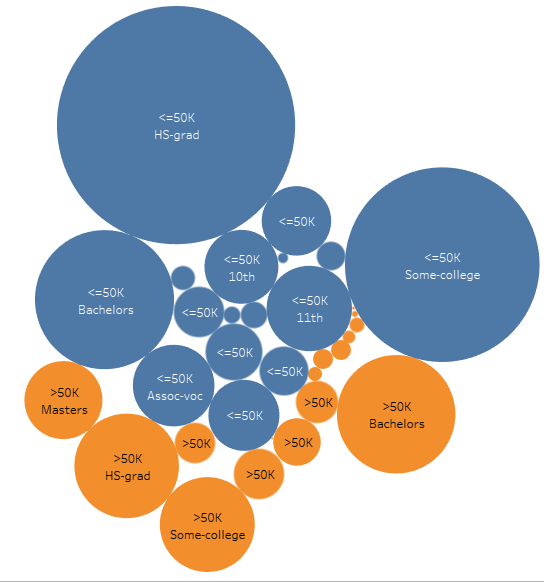 <=50K
HS-grad
<=50K
<=50K
10th
<=50K
Some-college
<=50K
Bachelors
<=50K
<=50K
11th
<=50K
<=50K
<=50K
Assoc-voc
>50K
Masters
>50K
<=50K
>50K
Bachelors
>50K
>50K
>50K
HS-grad
>50K
>50K
Some-college